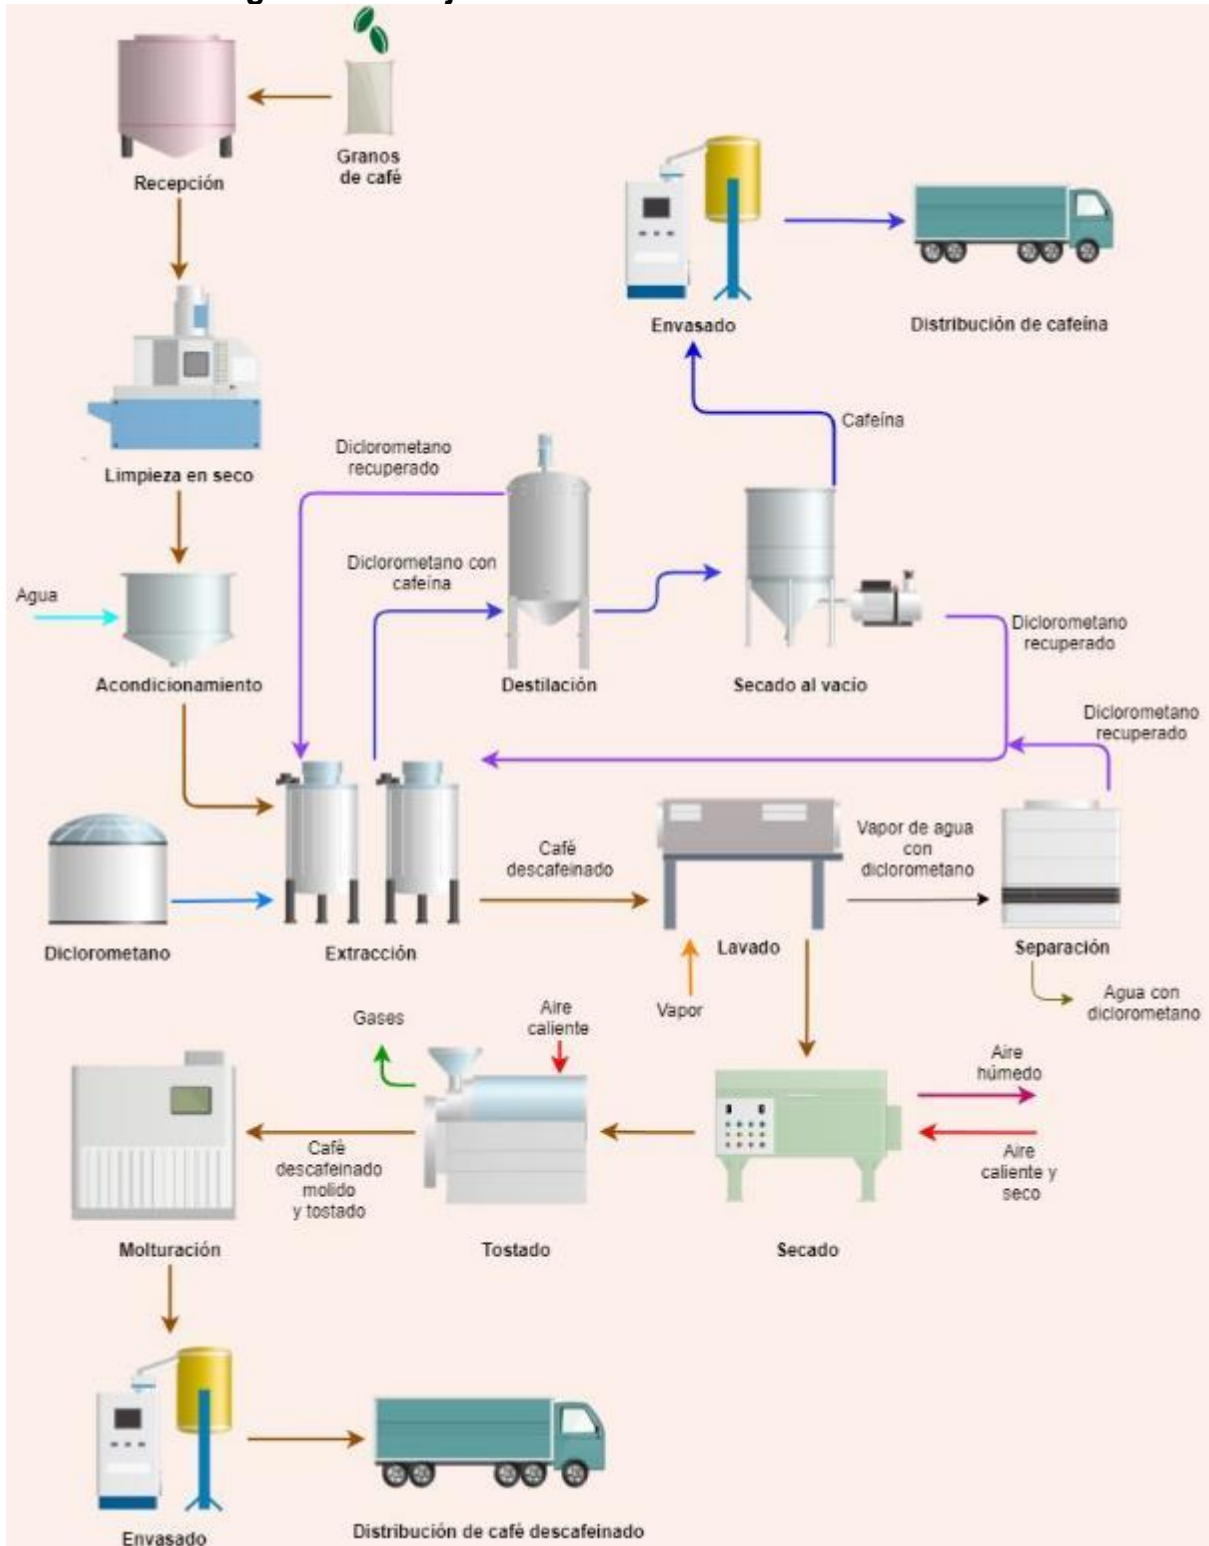 Granos
de café
Recepción
Envasado
Distribución de cafeína
Cafeína
Diclorometano
recuperado
Limpieza en seco
Diclorometano con
cafeína
Agua
Diclorometano
recuperado
Acondicionamiento
Destilación
Secado al vacío
Diclorometano
recuperado
Café
descafeinado
Vapor de agua
con
diclorometano
Diclorometano
Extracción
Lavado
Separación
Vapor
Agua con
diclorometano
Gases
Aire
caliente
Aire
húmedo
Café
descafeinado
molido
y tostado
Aire
caliente y
seco
Molturación
Tostado
Secado
Envasado
Distribución de café descafeinado